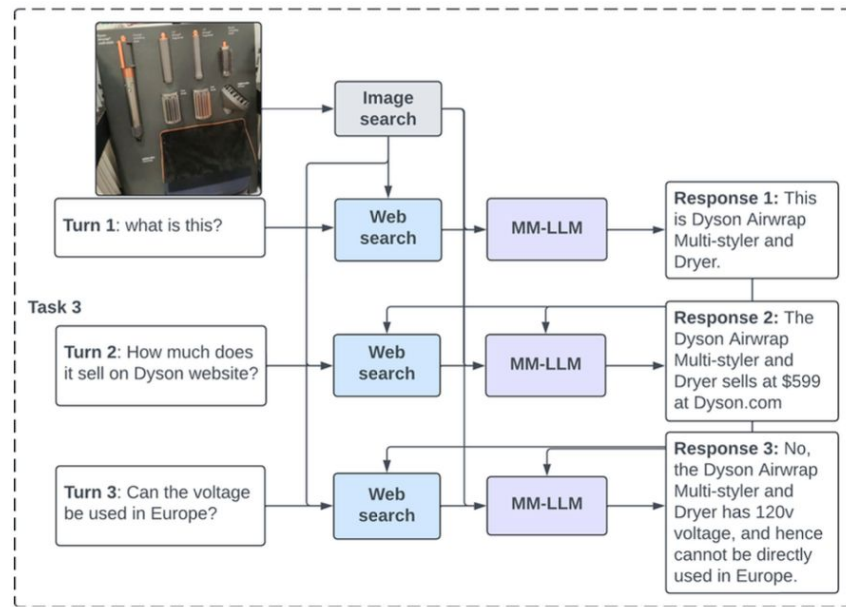 Image
search
Turn 1: what is this?
Web
search
MM-LLM
Response 1: This
is Dyson Airwrap
Multi-styler and
Dryer.
Task 3
Turn 2: How much does
it sell on Dyson website?
Web
search
MM-LLM
Response 2: The
Dyson Airwrap
Multi-styler and
Dryer sells at $599
at Dyson.com
Turn 3: Can the voltage
be used in Europe?
Web
search
MM-LLM
Response 3: No,
the Dyson Airwrap
Multi-styler and
Dryer has 120v
voltage, and hence
cannot be directly
used in Europe.